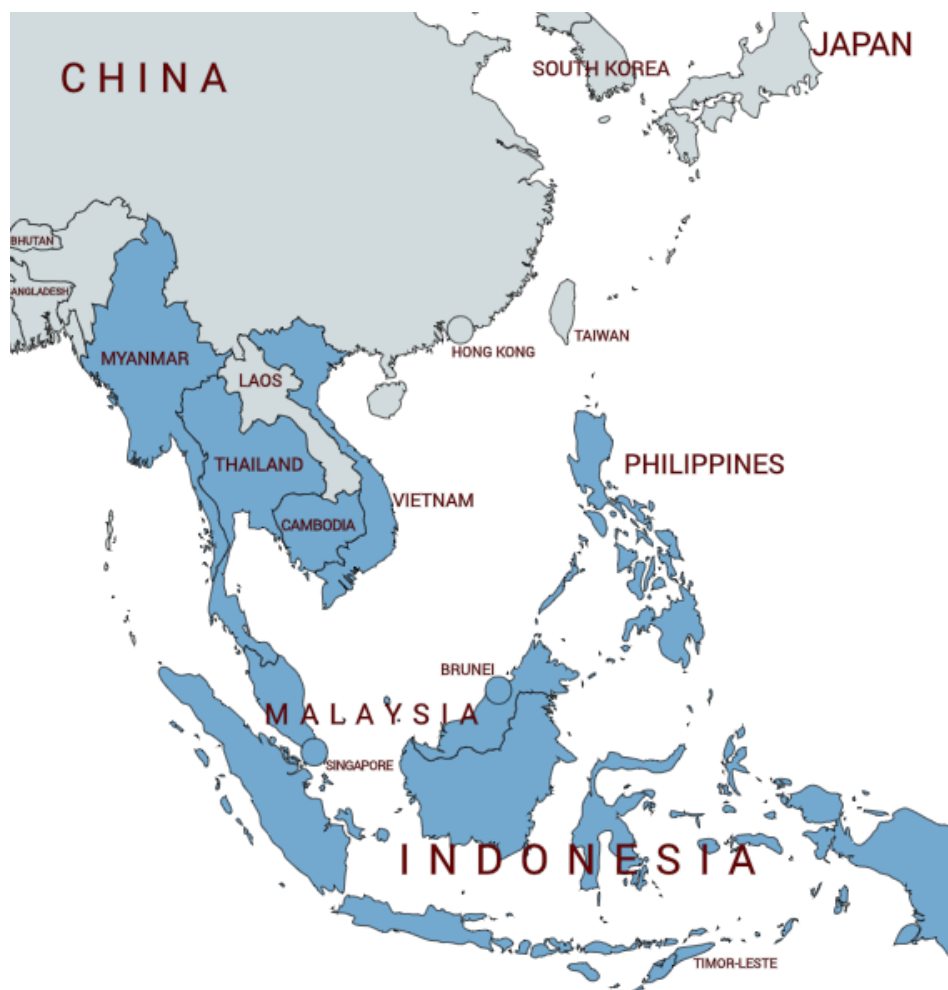 JAPAN
SOUTH KOREA
CHINA
BHUTAN
ANGLADESH
TAIWAN
HONG KONG
MYANMAR
LAOS
THAILAND
PHILIPPINES
VIETNAM
CAMBODIA
BRUNEI
MALAYSIA
SINGAPORE
INDONESIA
TIMOR-LESTE